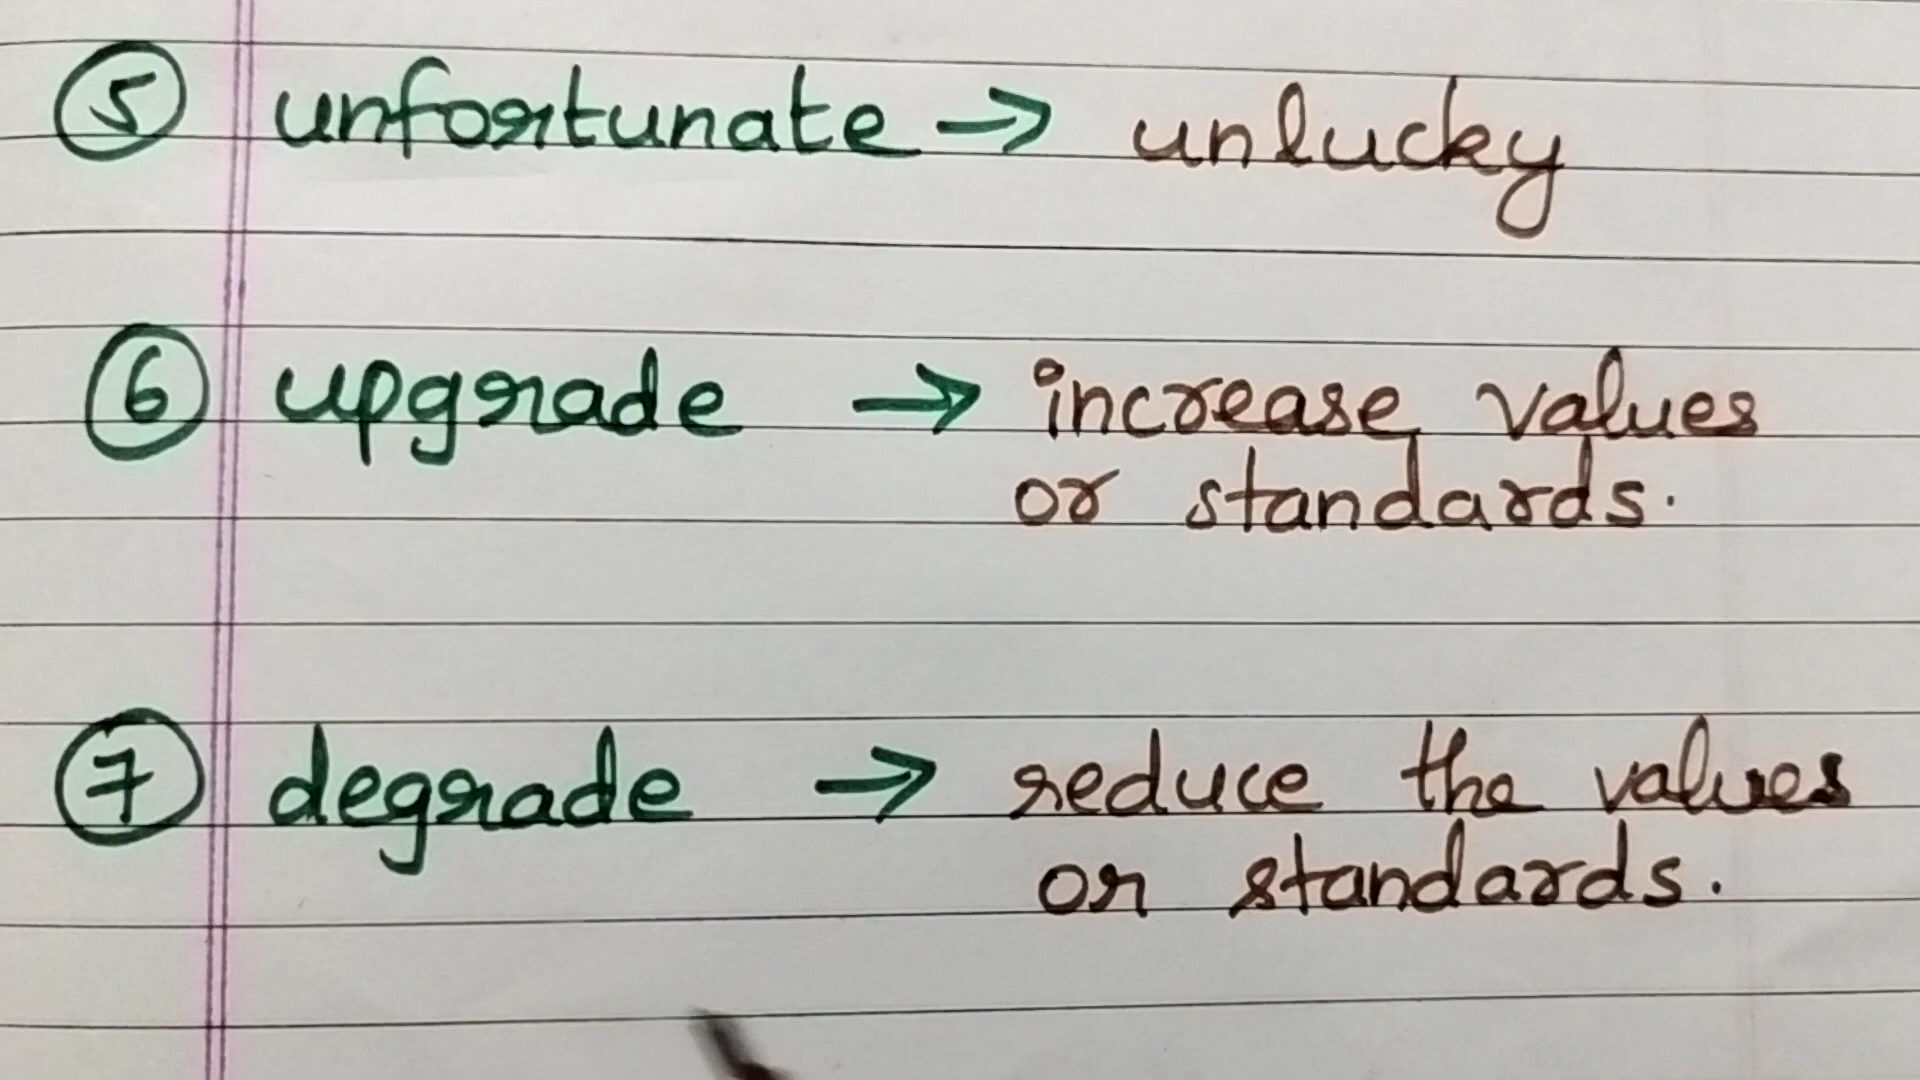 5 unfortunate → unlucky
6 upgrade → increase values
or standards.
7 degrade → reduce the values
or standards.